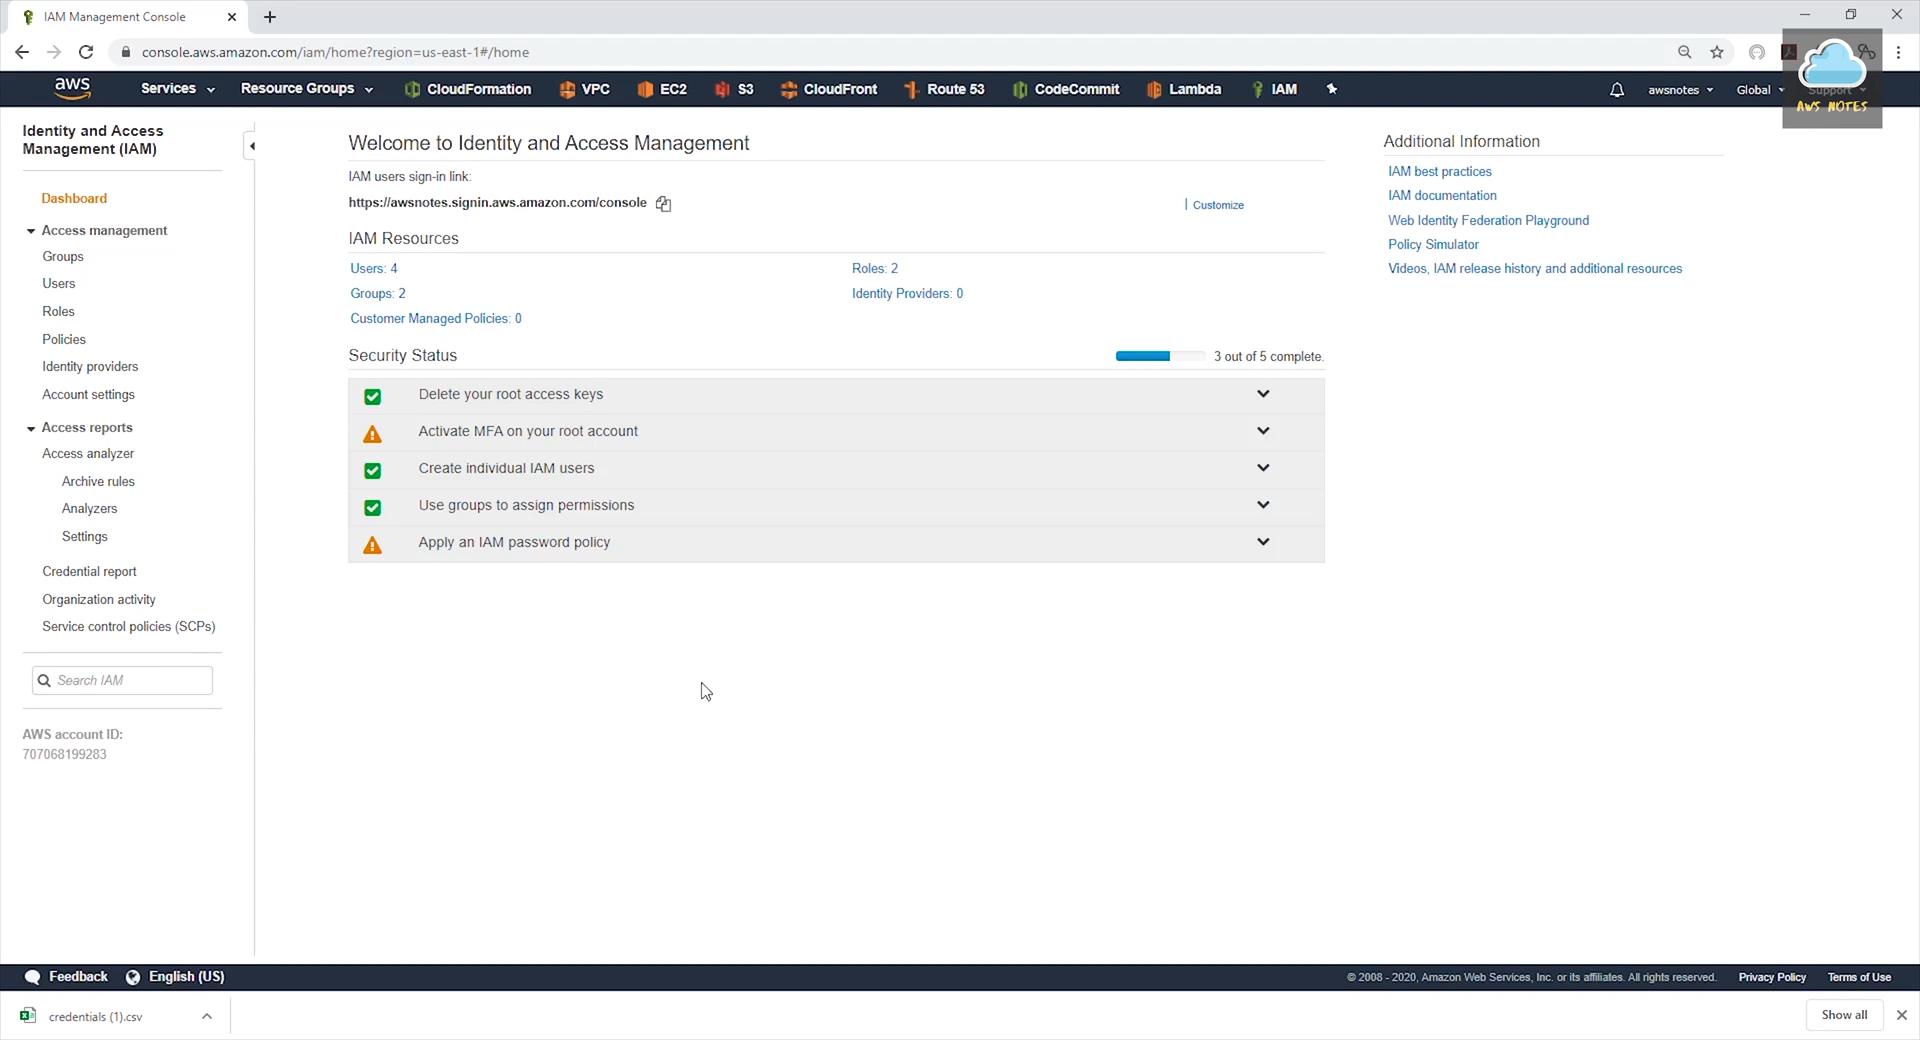 IAM Management Console
console.aws.amazon.com/iam/home?region=us-east-1#/home
aws
Services
Resource Groups
CloudFormation
VPC
EC2
S3
CloudFront
Route 53
CodeCommit
Lambda
IAM
awsnotes
Global
Support
AWS NOTES
Identity and Access
Management (IAM)
Dashboard
Access management
Groups
Users
Roles
Policies
Identity providers
Account settings
Access reports
Access analyzer
Archive rules
Analyzers
Settings
Credential report
Organization activity
Service control policies (SCPs)
Search IAM
AWS account ID:
707068199283
Welcome to Identity and Access Management
IAM users sign-in link:
https://awsnotes.signin.aws.amazon.com/console
| Customize
IAM Resources
Users: 4
Roles: 2
Groups: 2
Identity Providers: 0
Customer Managed Policies: 0
Security Status
3 out of 5 complete.
Delete your root access keys
Activate MFA on your root account
Create individual IAM users
Use groups to assign permissions
Apply an IAM password policy
Additional Information
IAM best practices
IAM documentation
Web Identity Federation Playground
Policy Simulator
Videos, IAM release history and additional resources
Feedback
English (US)
© 2008 - 2020, Amazon Web Services, Inc. or its affiliates. All rights reserved.
Privacy Policy
Terms of Use
credentials (1).csv
Show all